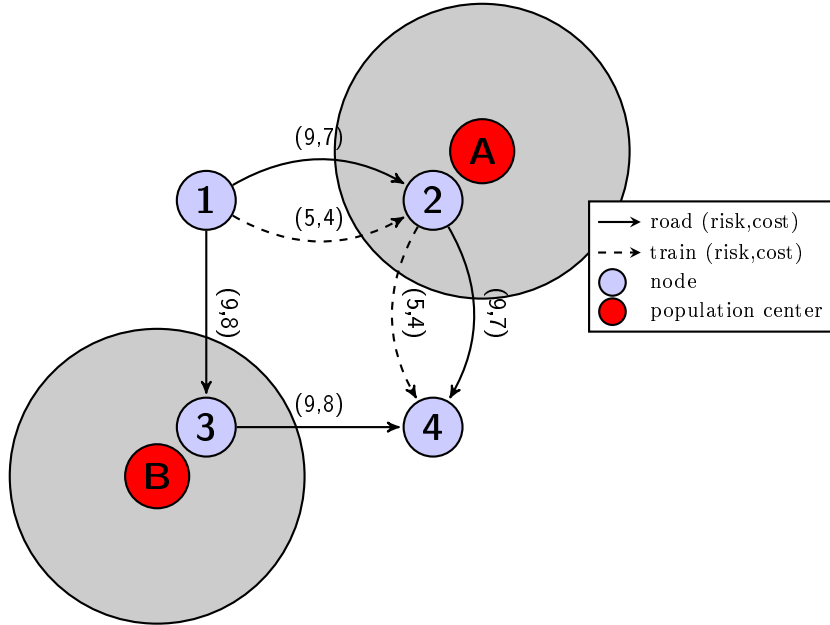 (9,7)
A
1
(5,4)
2
road (risk,cost)
train (risk,cost)
node
population center
(9,8)
(5,4)
(9,7)
(9,8)
3
4
B